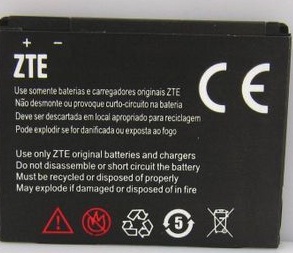 + −
ZTE
CE
Use somente baterias e carregadores originais ZTE
Não desmonte ou provoque curto-circuito na bateria
Deve ser descartada em local apropriado para reciclagem
Pode explodir se for danificada ou exposta ao fogo
Use only ZTE original batteries and chargers
Do not disassemble or short circuit the battery
Must be recycled or disposed of properly
May explode if damaged or disposed of in fire
5